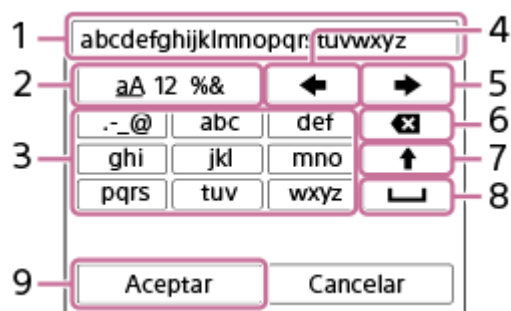 1 abcdefghijklmnopqrstuvwxyz 4
2 aA 12 %& 5
.-_@ abc def 6
3 ghi jkl mno 7
pqrs tuv wxyz 8
9 Aceptar Cancelar